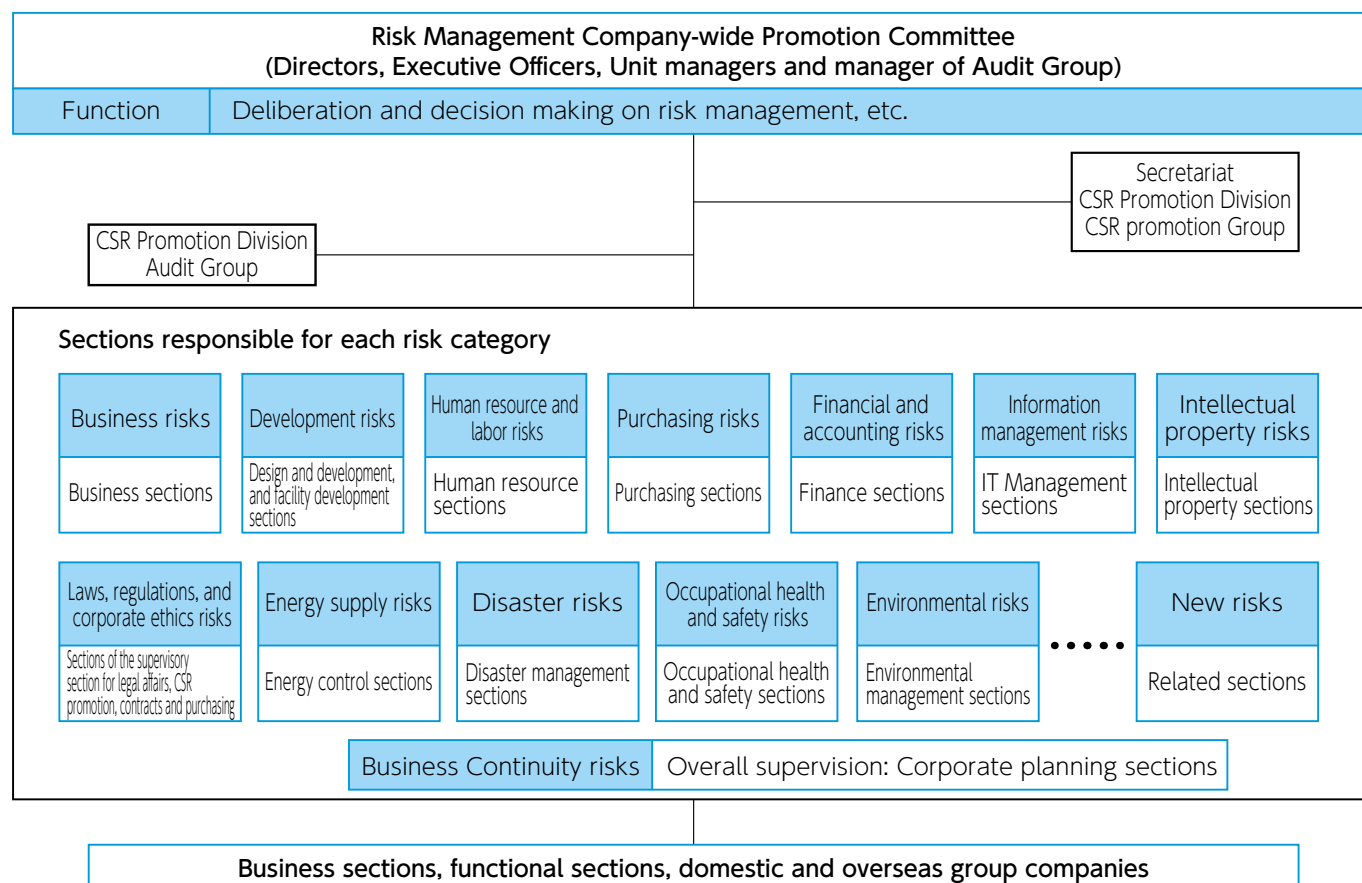 Risk Management Company-wide Promotion Committee
(Directors, Executive Officers, Unit managers and manager of Audit Group)
Function
Deliberation and decision making on risk management, etc.
Secretariat
CSR Promotion Division
CSR promotion Group
CSR Promotion Division
Audit Group
Sections responsible for each risk category
Business risks
Business sections
Development risks
Design and development,
and facility development
sections
Human resource and
labor risks
Human resource
sections
Purchasing risks
Purchasing sections
Financial and
accounting risks
Finance sections
Information
management risks
IT Management
sections
Intellectual
property risks
Intellectual
property sections
Laws, regulations, and
corporate ethics risks
Sections of the supervisory
section for legal affairs, CSR
promotion, contracts and purchasing
Energy supply risks
Energy control sections
Disaster risks
Disaster management
sections
Occupational health
and safety risks
Occupational health
and safety sections
Environmental risks
Environmental
management sections
•••••
New risks
Related sections
Business Continuity risks
Overall supervision: Corporate planning sections
Business sections, functional sections, domestic and overseas group companies